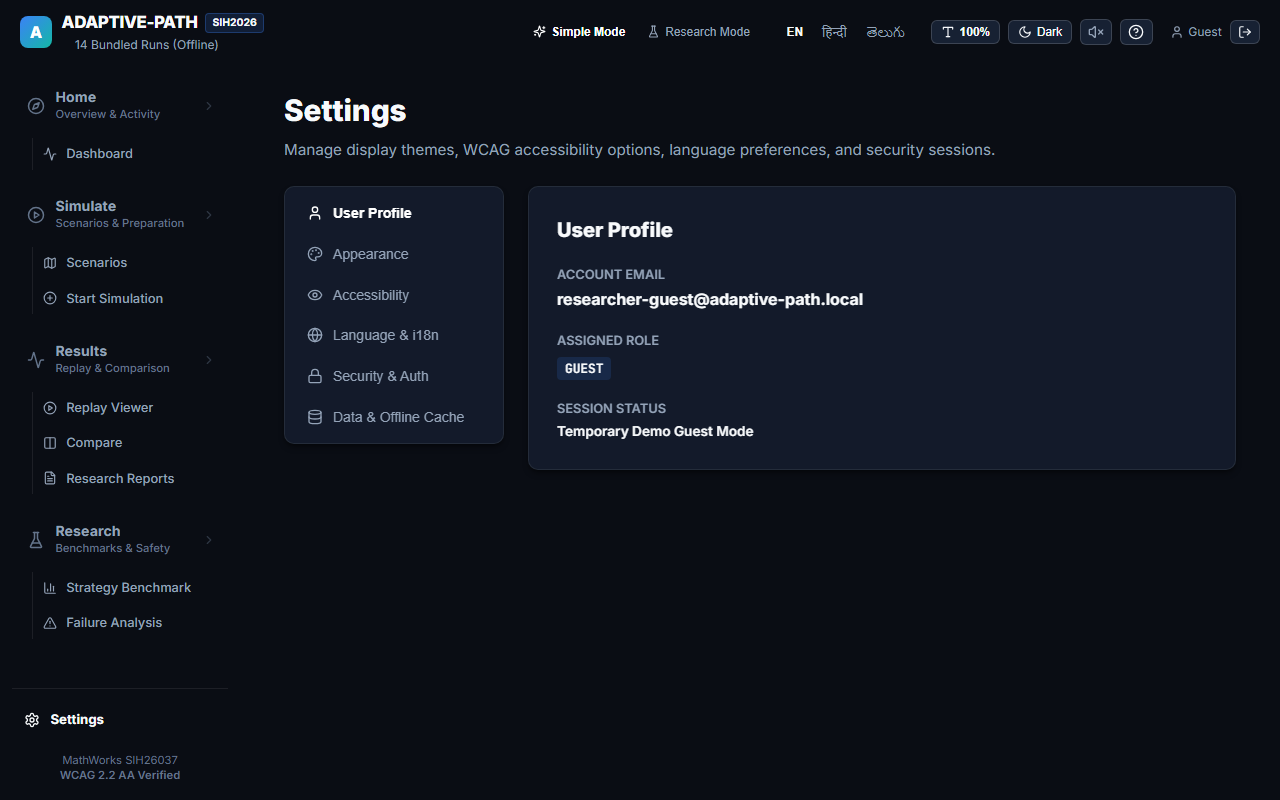 A
ADAPTIVE-PATH SIH2026
14 Bundled Runs (Offline)
Simple Mode
Research Mode
EN
हिन्दी
తెలుగు
100%
Dark
Guest
Home
Overview & Activity
Dashboard
Simulate
Scenarios & Preparation
Scenarios
Start Simulation
Results
Replay & Comparison
Replay Viewer
Compare
Research Reports
Research
Benchmarks & Safety
Strategy Benchmark
Failure Analysis
Settings
MathWorks SIH26037
WCAG 2.2 AA Verified
Settings
Manage display themes, WCAG accessibility options, language preferences, and security sessions.
User Profile
Appearance
Accessibility
Language & i18n
Security & Auth
Data & Offline Cache
User Profile
ACCOUNT EMAIL
researcher-guest@adaptive-path.local
ASSIGNED ROLE
GUEST
SESSION STATUS
Temporary Demo Guest Mode